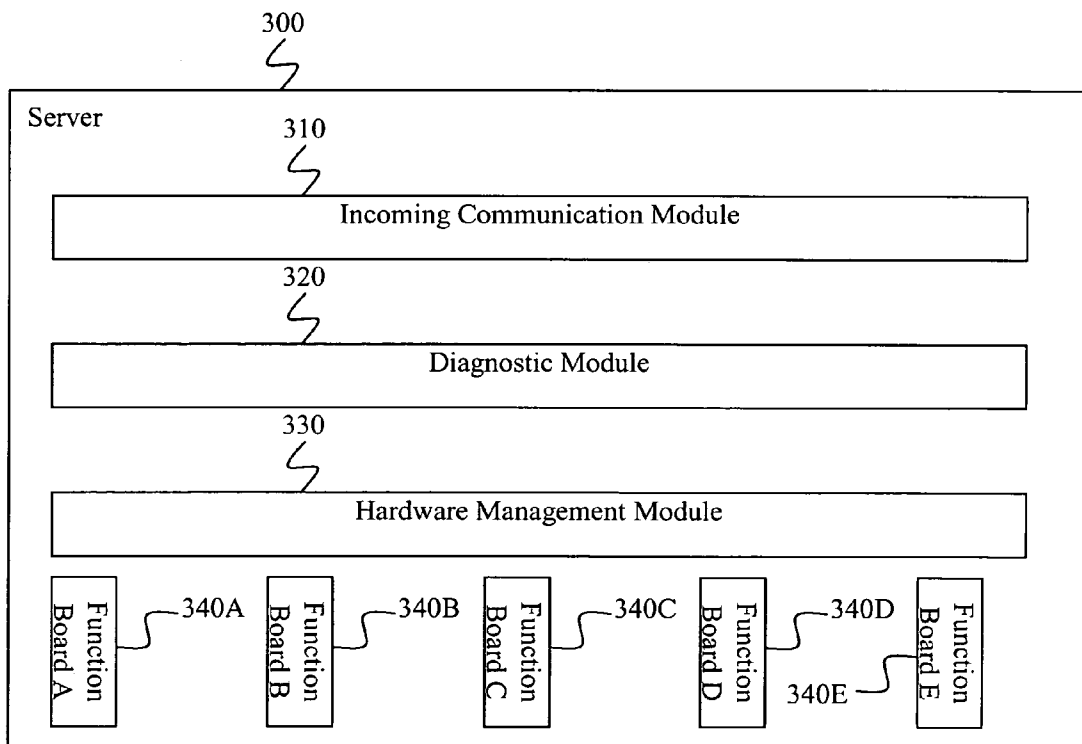 300
Server
310
Incoming Communication Module
320
Diagnostic Module
330
Hardware Management Module
Function
Board A
340A
Function
Board B
340B
Function
Board C
340C
Function
Board D
340D
340E
Function
Board E